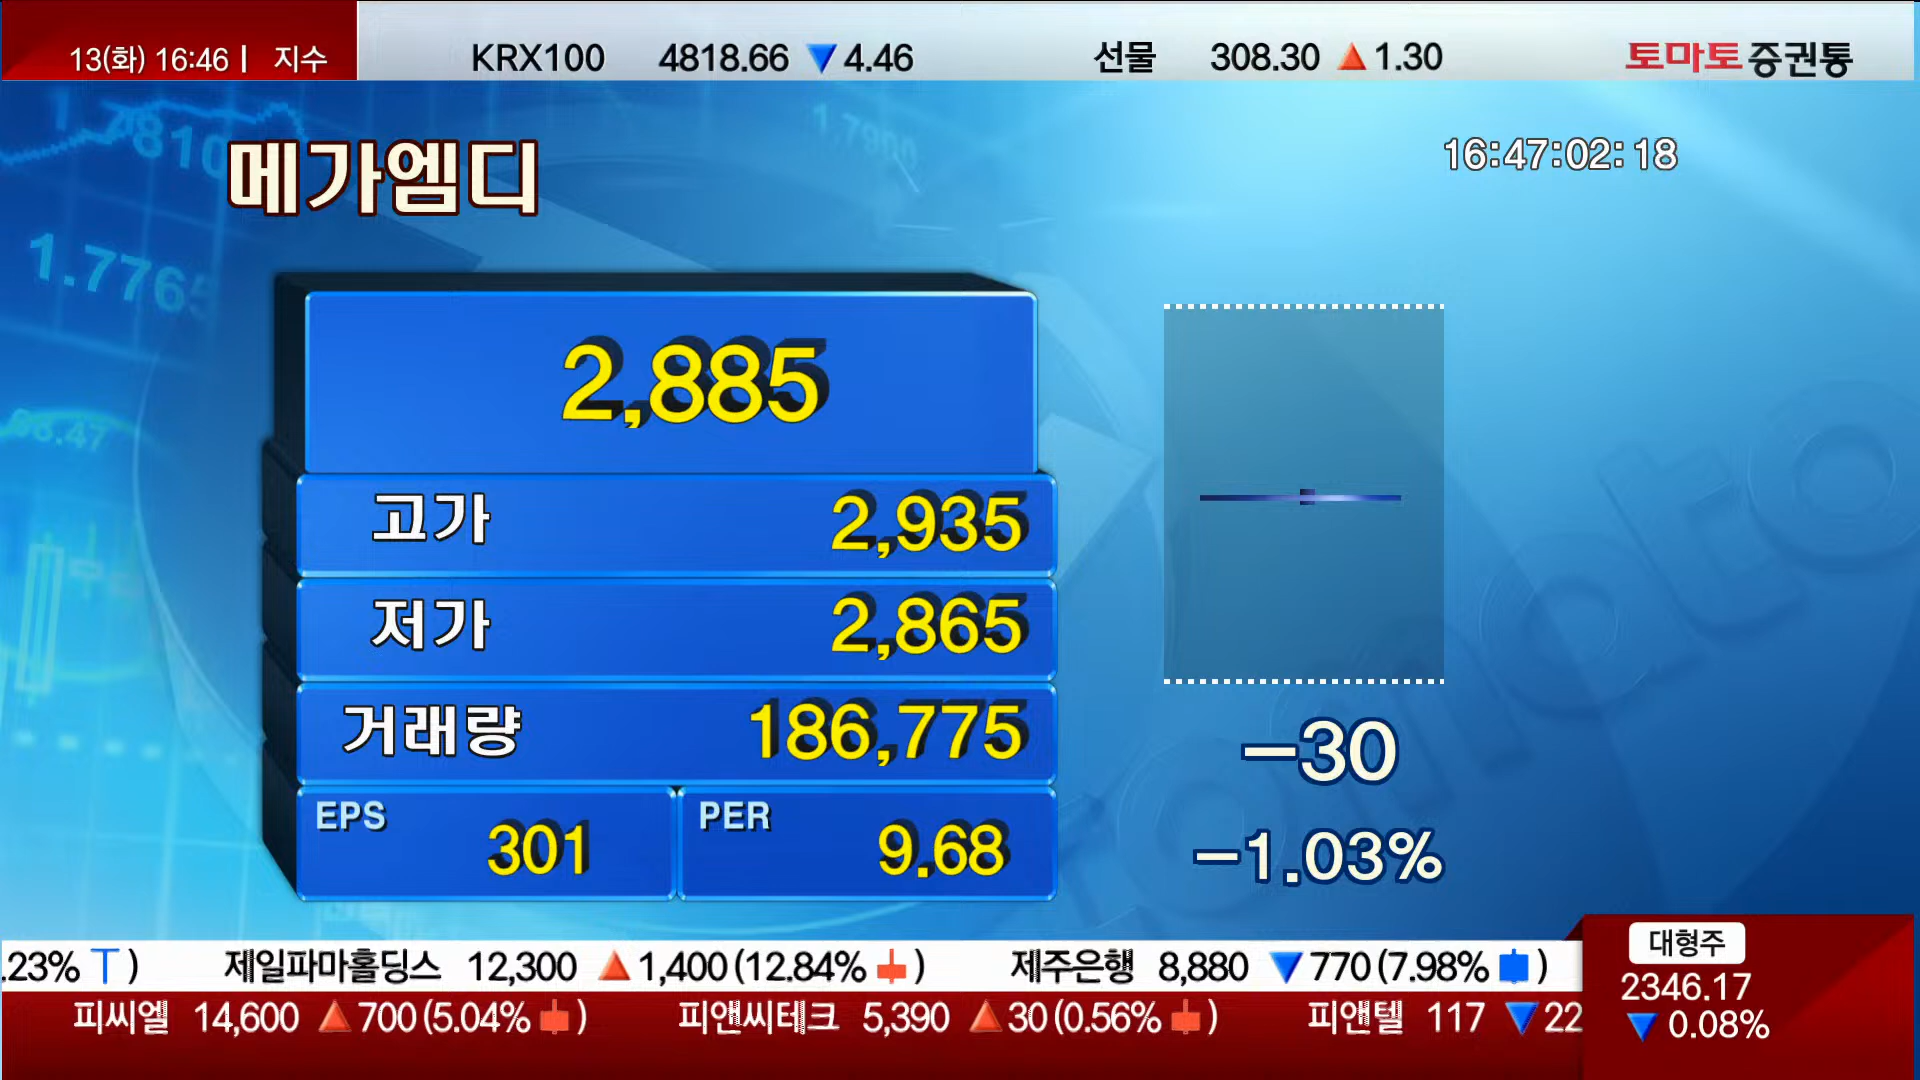 13(화) 16:46 | 지수 KRX100 4818.66 ▼ 4.46 선물 308.30 ▲ 1.30 토마토증권통
메가엠디
16:47:02:18
2,885
고가 2,935
저가 2,865
거래량 186,775
EPS 301 PER 9.68
-30
-1.03%
.23% ) 제일파마홀딩스 12,300 ▲ 1,400 (12.84% ) 제주은행 8,880 ▼ 770 (7.98% )
피씨엘 14,600 ▲ 700 (5.04% ) 피앤씨테크 5,390 ▲ 30 (0.56% ) 피앤텔 117 ▼ 22
대형주
2346.17
▼ 0.08%
1.7765